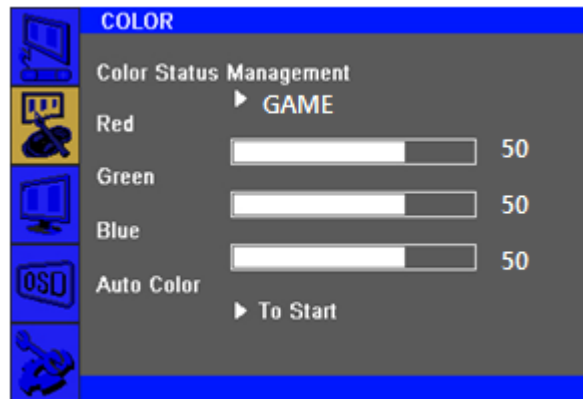 COLOR
Color Status Management
GAME
Red
50
Green
50
Blue
50
OSD
Auto Color
To Start